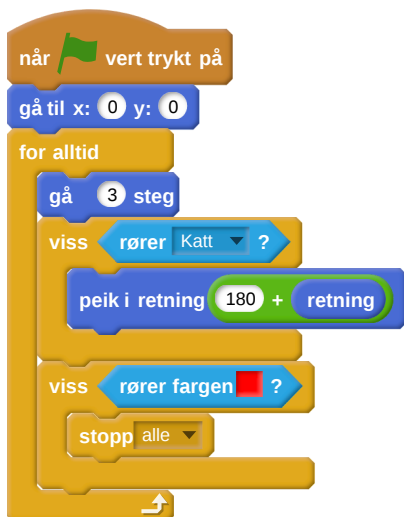 når vert trykt på
gå til x: 0 y: 0
for alltid
gå 3 steg
viss rører Katt ?
peik i retning 180 + retning
viss rører fargen ?
stopp alle